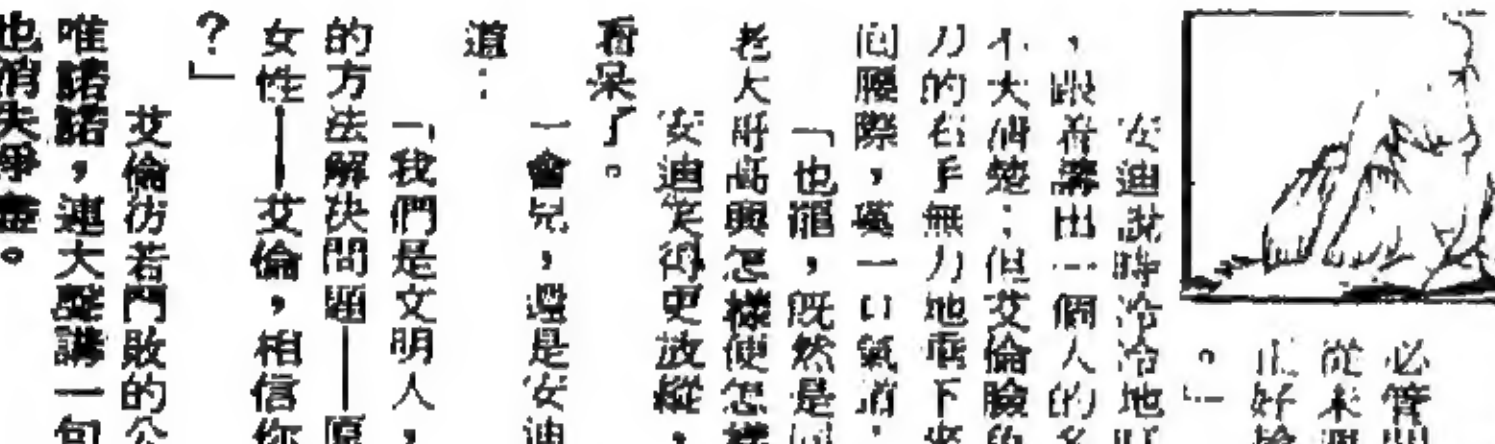 必管
從未
正好
。」
安迪說時冷冷地
,跟着講出一個人的名
不大清楚;但艾倫臉色
刀的右手無力地垂下來
回腰際,嘆一口氣道:
「也罷,既然是同
老大哥高興怎樣便怎樣
安迪笑得更放縱,
看呆了。
一會兒,還是安迪
道:
「我們是文明人,
的方法解決問題——
女性——艾倫,相信你
?」
艾倫彷若鬥敗的公
唯諾諾,連大聲講一句
也消失淨盡。